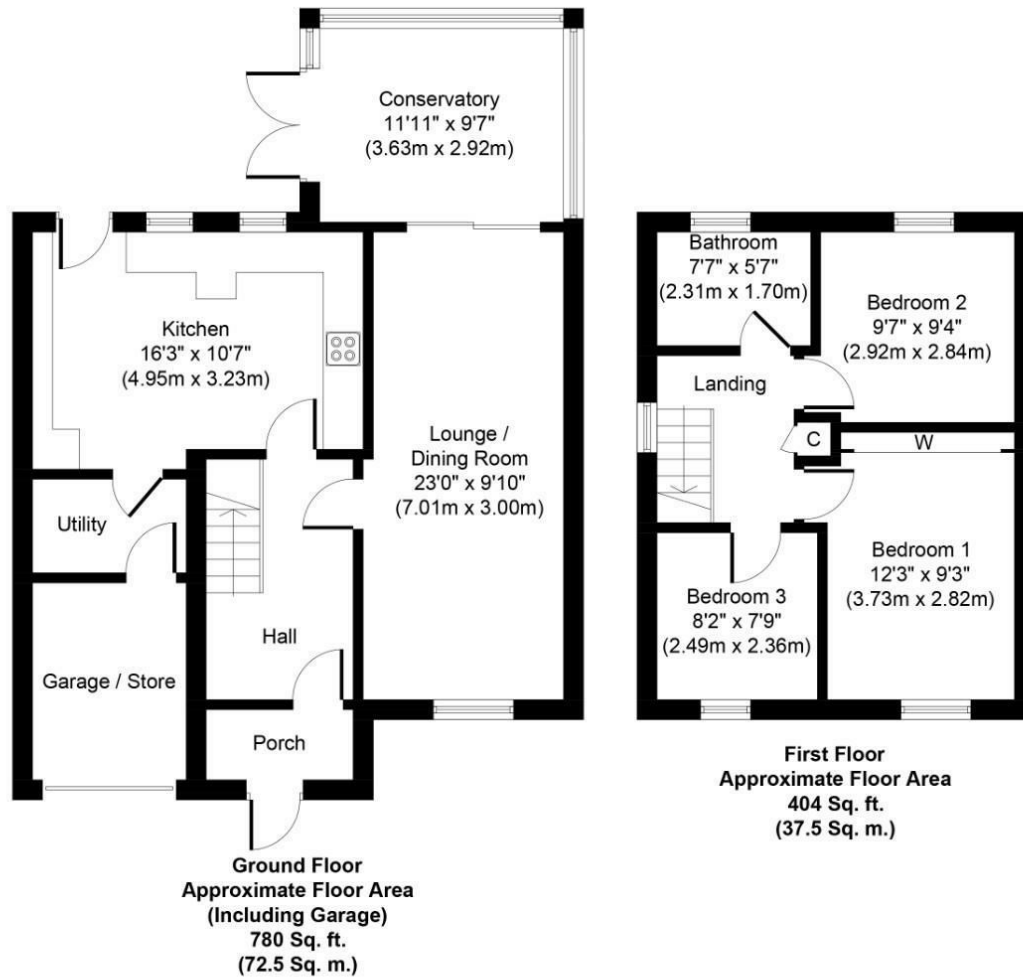 Conservatory
11'11" x 9'7"
(3.63m x 2.92m)
Kitchen
16'3" x 10'7"
(4.95m x 3.23m)
Lounge /
Dining Room
23'0" x 9'10"
(7.01m x 3.00m)
Utility
Hall
Garage / Store
Porch
Ground Floor
Approximate Floor Area
(Including Garage)
780 Sq. ft.
(72.5 Sq. m.)
Bathroom
7'7" x 5'7"
(2.31m x 1.70m)
Bedroom 2
9'7" x 9'4"
(2.92m x 2.84m)
Landing
C
W
Bedroom 1
12'3" x 9'3"
(3.73m x 2.82m)
Bedroom 3
8'2" x 7'9"
(2.49m x 2.36m)
First Floor
Approximate Floor Area
404 Sq. ft.
(37.5 Sq. m.)